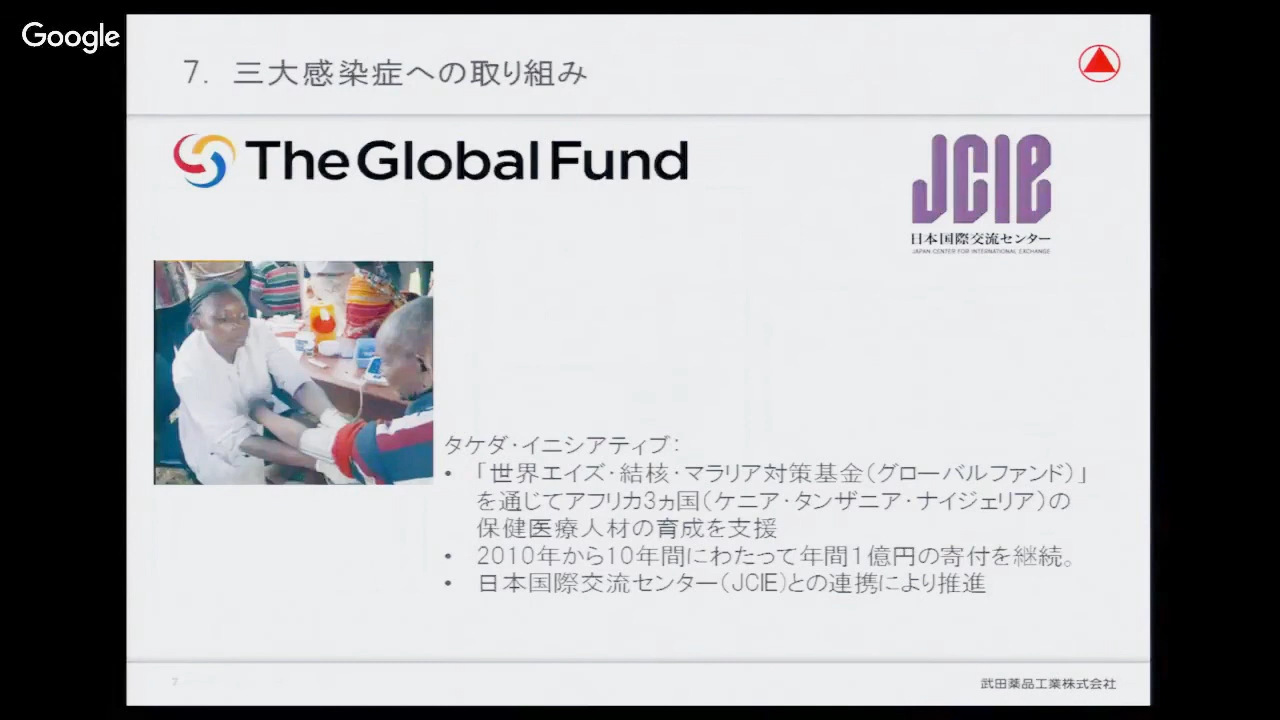 Google
7. 三大感染症への取り組み
The Global Fund
JCIE
日本国際交流センター
JAPAN CENTER FOR INTERNATIONAL EXCHANGE
タケダ・イニシアティブ：
• 「世界エイズ・結核・マラリア対策基金（グローバルファンド）」
を通じてアフリカ3ヵ国（ケニア・タンザニア・ナイジェリア）の
保健医療人材の育成を支援
• 2010年から10年間にわたって年間1億円の寄付を継続。
• 日本国際交流センター（JCIE)との連携により推進
7
武田薬品工業株式会社